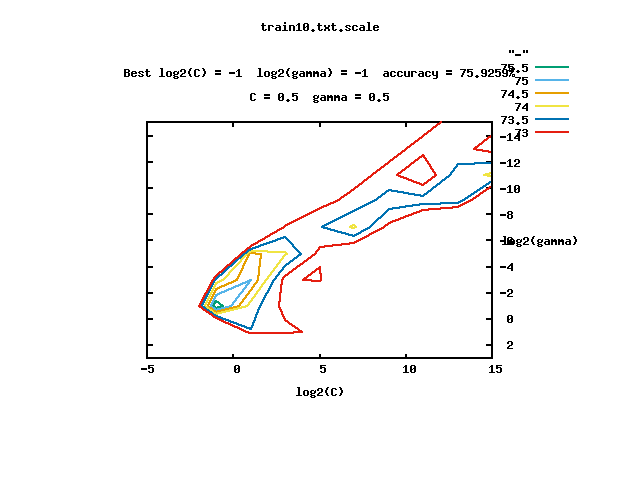 train10.txt.scale
"-"
Best log2(C) = -1  log2(gamma) = -1  accuracy = 75.9259%
75.5
75
74.5
74
73.5
73
C = 0.5  gamma = 0.5
-14
-12
-10
-8
-6
log2(gamma)
-4
-2
0
2
-5 0 5 10 15
log2(C)